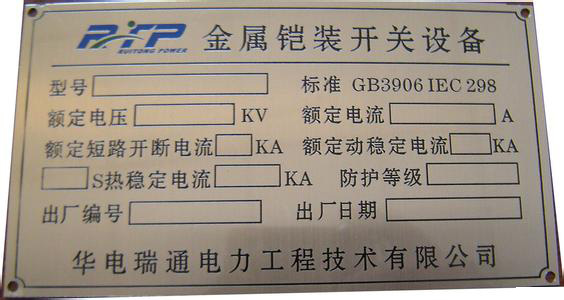 RTP 金属铠装开关设备
RUITONG POWER
型号 标准 GB3906 IEC 298
额定电压 KV 额定电流 A
额定短路开断电流 KA 额定动稳定电流 KA
S热稳定电流 KA 防护等级
出厂编号 出厂日期
华电瑞通电力工程技术有限公司